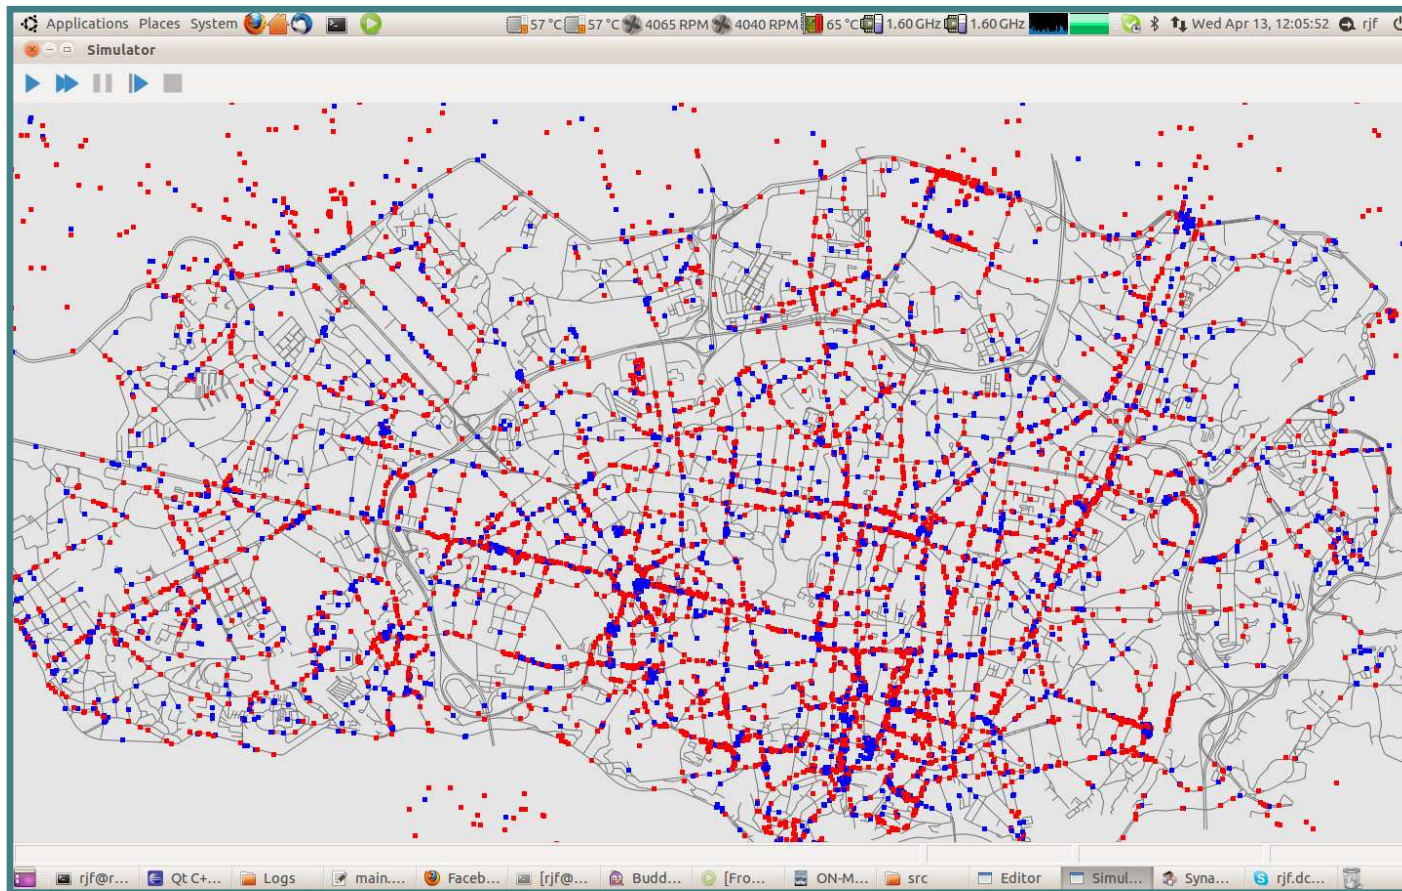 Applications Places System 57 °C 57 °C 4065 RPM 4040 RPM 65 °C 1.60 GHz 1.60 GHz Wed Apr 13, 12:05:52 rjf
Simulator
rjf@r... Qt C+... Logs main.... Faceb... [rjf@... Budd... [Fro... ON-M... src Editor Simul... Syna... rjf.dc...